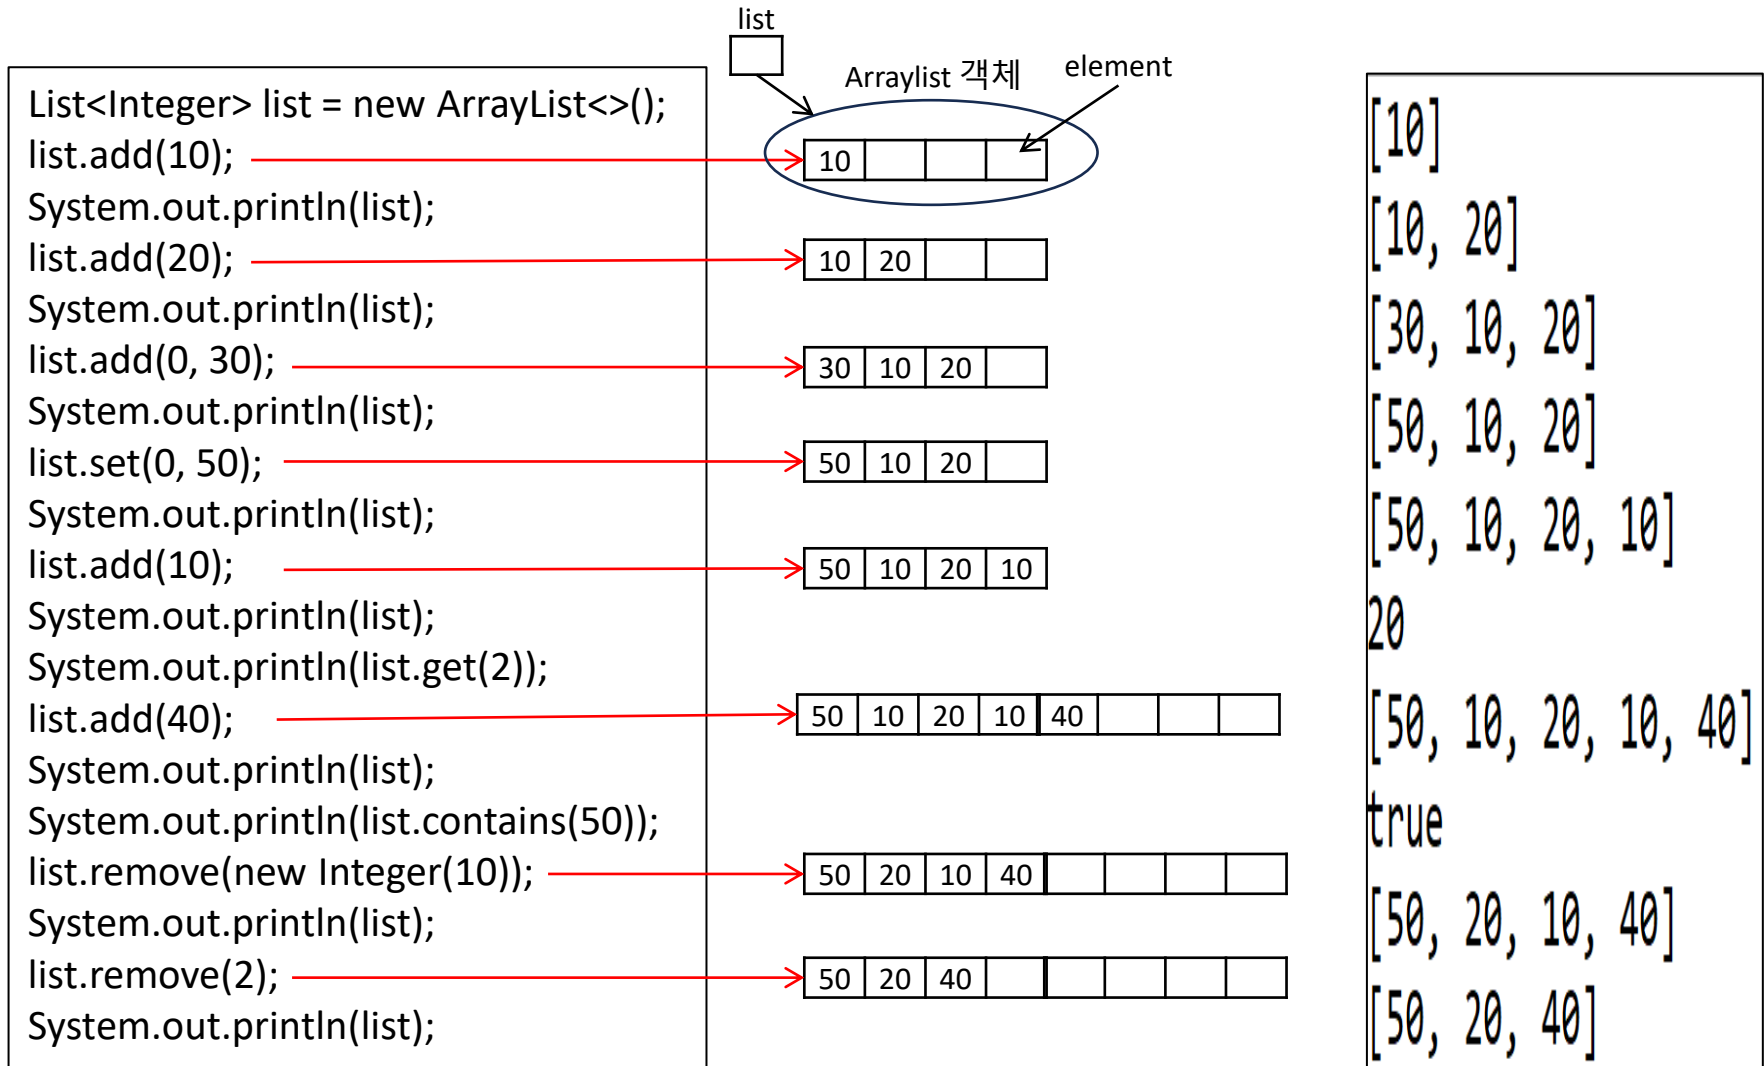 list
Arraylist 객체
element
List<Integer> list = new ArrayList<>();
list.add(10);
System.out.println(list);
list.add(20);
System.out.println(list);
list.add(0, 30);
System.out.println(list);
list.set(0, 50);
System.out.println(list);
list.add(10);
System.out.println(list);
System.out.println(list.get(2));
list.add(40);
System.out.println(list);
System.out.println(list.contains(50));
list.remove(new Integer(10));
System.out.println(list);
list.remove(2);
System.out.println(list);
10
10 20
30 10 20
50 10 20
50 10 20 10
50 10 20 10 40
50 20 10 40
50 20 40
[10]
[10, 20]
[30, 10, 20]
[50, 10, 20]
[50, 10, 20, 10]
20
[50, 10, 20, 10, 40]
true
[50, 20, 10, 40]
[50, 20, 40]